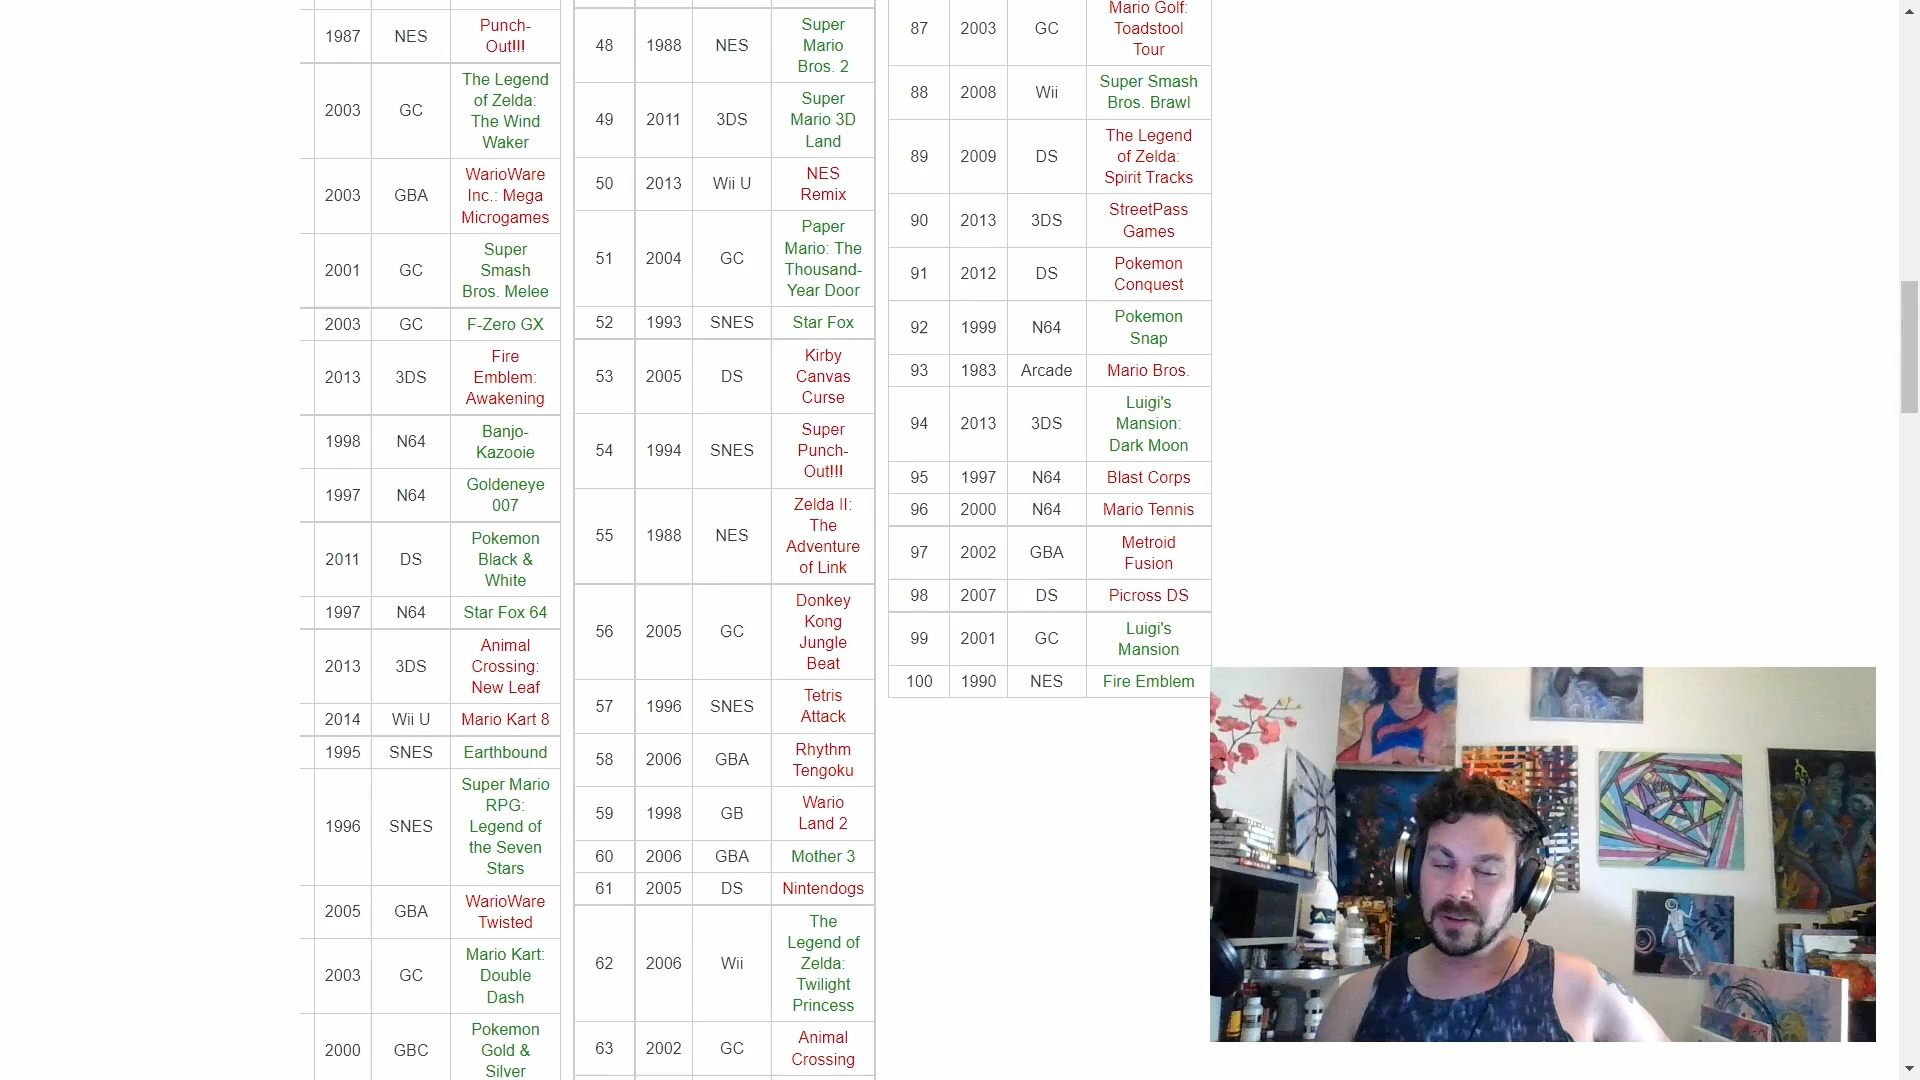 1987 NES Punch-
Out!!!
2003 GC The Legend
of Zelda:
The Wind
Waker
2003 GBA WarioWare
Inc.: Mega
Microgames
2001 GC Super
Smash
Bros. Melee
2003 GC F-Zero GX
2013 3DS Fire
Emblem:
Awakening
1998 N64 Banjo-
Kazooie
1997 N64 Goldeneye
007
2011 DS Pokemon
Black &
White
1997 N64 Star Fox 64
2013 3DS Animal
Crossing:
New Leaf
2014 Wii U Mario Kart 8
1995 SNES Earthbound
1996 SNES Super Mario
RPG:
Legend of
the Seven
Stars
2005 GBA WarioWare
Twisted
2003 GC Mario Kart:
Double
Dash
2000 GBC Pokemon
Gold &
Silver
48 1988 NES Super
Mario
Bros. 2
49 2011 3DS Super
Mario 3D
Land
50 2013 Wii U NES
Remix
51 2004 GC Paper
Mario: The
Thousand-
Year Door
52 1993 SNES Star Fox
53 2005 DS Kirby
Canvas
Curse
54 1994 SNES Super
Punch-
Out!!!
55 1988 NES Zelda II:
The
Adventure
of Link
56 2005 GC Donkey
Kong
Jungle
Beat
57 1996 SNES Tetris
Attack
58 2006 GBA Rhythm
Tengoku
59 1998 GB Wario
Land 2
60 2006 GBA Mother 3
61 2005 DS Nintendogs
62 2006 Wii The
Legend of
Zelda:
Twilight
Princess
63 2002 GC Animal
Crossing
87 2003 GC Mario Golf:
Toadstool
Tour
88 2008 Wii Super Smash
Bros. Brawl
89 2009 DS The Legend
of Zelda:
Spirit Tracks
90 2013 3DS StreetPass
Games
91 2012 DS Pokemon
Conquest
92 1999 N64 Pokemon
Snap
93 1983 Arcade Mario Bros.
94 2013 3DS Luigi's
Mansion:
Dark Moon
95 1997 N64 Blast Corps
96 2000 N64 Mario Tennis
97 2002 GBA Metroid
Fusion
98 2007 DS Picross DS
99 2001 GC Luigi's
Mansion
100 1990 NES Fire Emblem